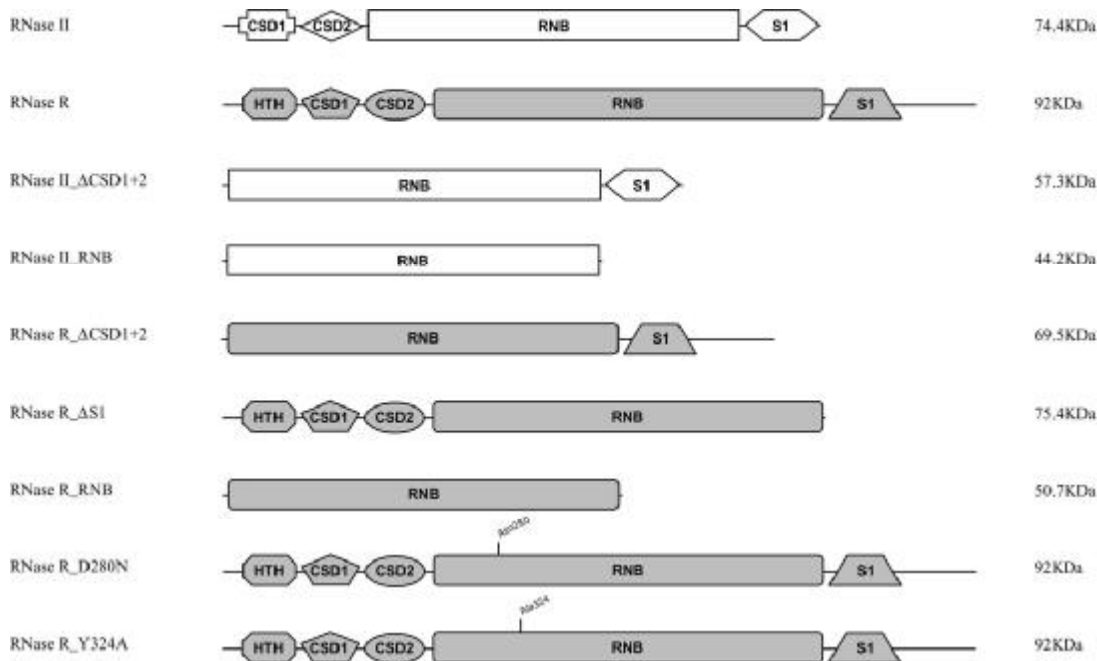 RNase II CSD1 CSD2 RNB S1 74.4KDa
RNase R HTH CSD1 CSD2 RNB S1 92KDa
RNase II_ΔCSD1+2 RNB S1 57.3KDa
RNase II_RNB RNB 44.2KDa
RNase R_ΔCSD1+2 RNB S1 69.5KDa
RNase R_ΔS1 HTH CSD1 CSD2 RNB 75.4KDa
RNase R_RNB RNB 50.7KDa
Asn280
RNase R_D280N HTH CSD1 CSD2 RNB S1 92KDa
Ala324
RNase R_Y324A HTH CSD1 CSD2 RNB S1 92KDa